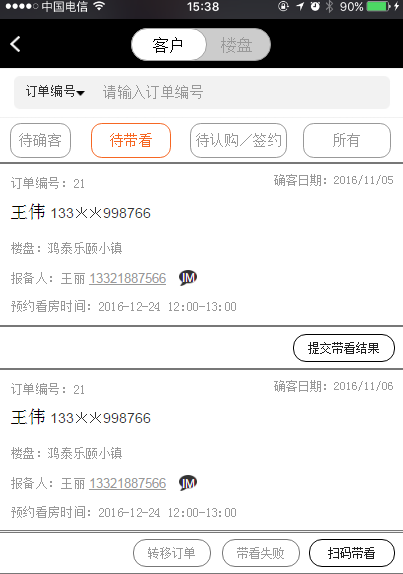 中国电信 15:38 90%
客户 楼盘
订单编号 请输入订单编号
待确客 待带看 待认购／签约 所有
订单编号：21 确客日期：2016/11/05
王伟 133火火998766
楼盘：鸿泰乐颐小镇
报备人：王丽 13321887566 JM
预约看房时间：2016-12-24 12:00-13:00
提交带看结果
订单编号：21 确客日期：2016/11/06
王伟 133火火998766
楼盘：鸿泰乐颐小镇
报备人：王丽 13321887566 JM
预约看房时间：2016-12-24 12:00-13:00
转移订单 带看失败 扫码带看